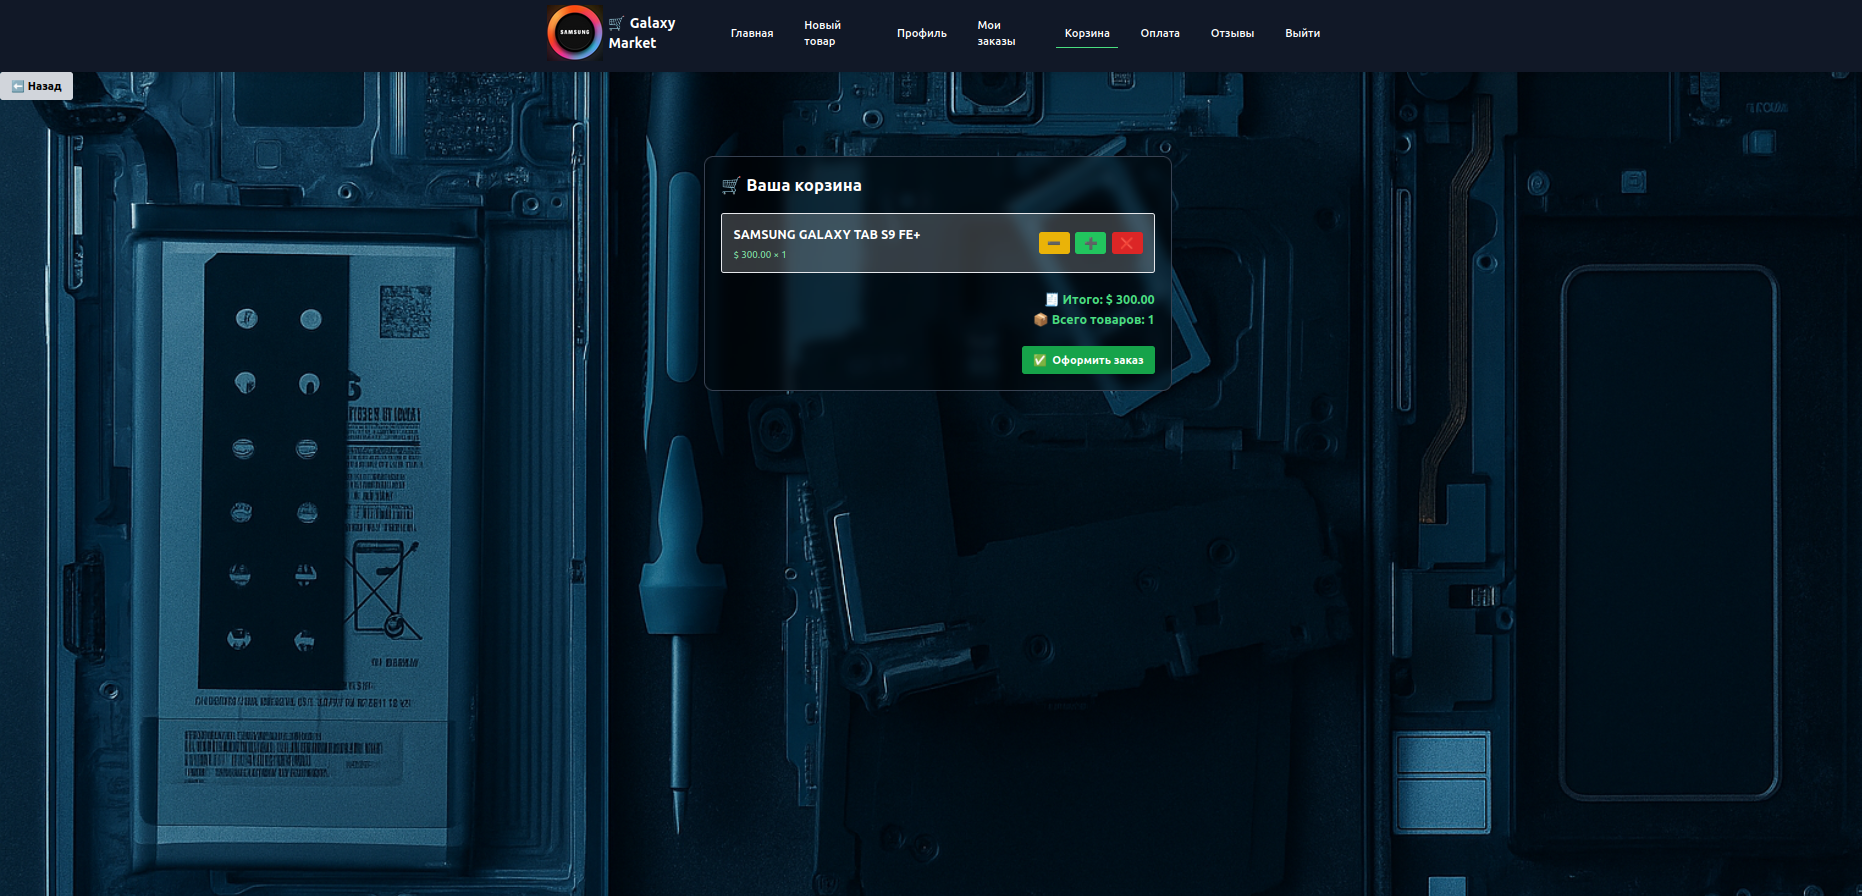 SAMSUNG
🛒 Galaxy
Market
Главная
Новый
товар
Профиль
Мои
заказы
Корзина
Оплата
Отзывы
Выйти
⬅️ Назад
🛒 Ваша корзина
SAMSUNG GALAXY TAB S9 FE+
$ 300.00 × 1
🧾 Итого: $ 300.00
📦 Всего товаров: 1
✅ Оформить заказ